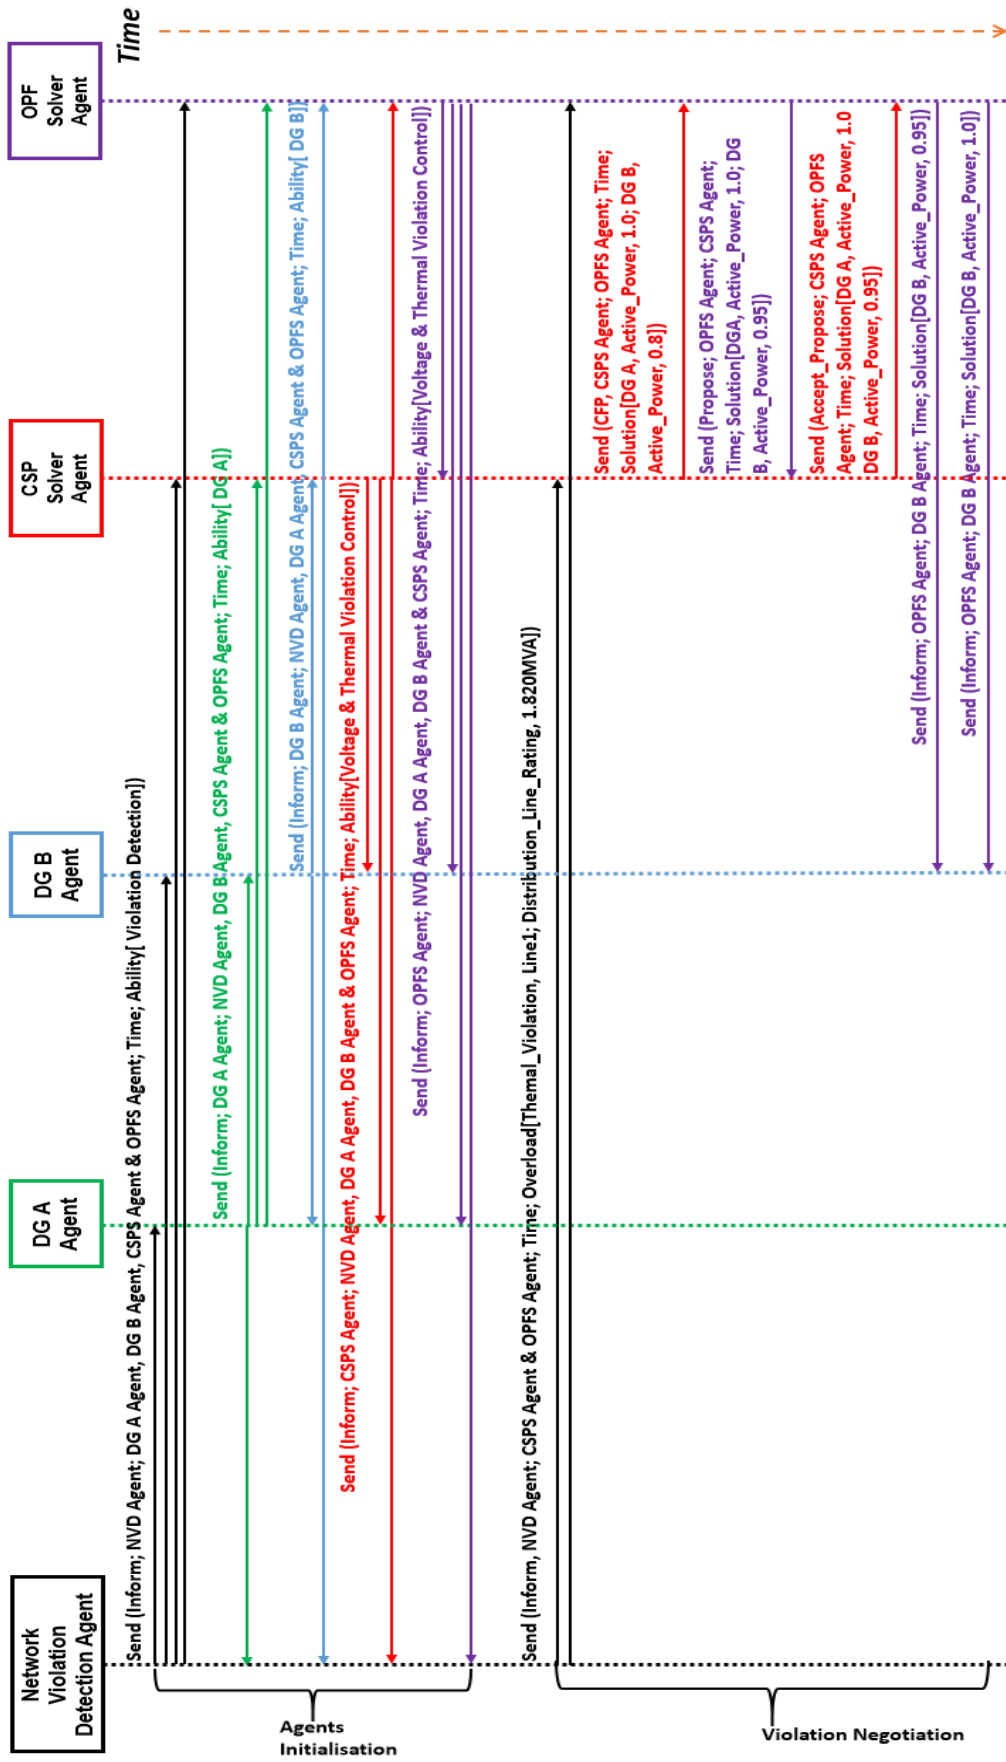 Network
Violation
Detection Agent
DG A
Agent
DG B
Agent
CSP
Solver
Agent
OPF
Solver
Agent
Time
Send (Inform; NVD Agent; DG A Agent, DG B Agent, CSPS Agent & OPFS Agent; Time; Ability[ Violation Detection])
Send (Inform; DG A Agent; NVD Agent, DG B Agent, CSPS Agent & OPFS Agent; Time; Ability[ DG A])
Send (Inform; DG B Agent; NVD Agent, DG A Agent, CSPS Agent & OPFS Agent; Time; Ability[ DG B])
Send (Inform; CSPS Agent; NVD Agent, DG A Agent, DG B Agent & OPFS Agent; Time; Ability[Voltage & Thermal Violation Control])
Send (Inform; OPFS Agent; NVD Agent, DG A Agent, DG B Agent & CSPS Agent; Time; Ability[Voltage & Thermal Violation Control])
Agents
Initialisation
Send (Inform, NVD Agent; CSPS Agent & OPFS Agent; Time; Overload[Themal_Violation, Line1; Distribution_Line_Rating, 1.820MVA])
Send (CFP, CSPS Agent; OPFS Agent; Time;
Solution[DG A, Active_Power, 1.0; DG B,
Active_Power, 0.8])
Send (Propose; OPFS Agent; CSPS Agent;
Time; Solution[DGA, Active_Power, 1.0; DG
B, Active_Power, 0.95])
Send (Accept_Propose; CSPS Agent; OPFS
Agent; Time; Solution[DG A, Active_Power, 1.0
DG B, Active_Power, 0.95])
Send (Inform; OPFS Agent; DG B Agent; Time; Solution[DG B, Active_Power, 0.95])
Send (Inform; OPFS Agent; DG B Agent; Time; Solution[DG B, Active_Power, 1.0])
Violation Negotiation